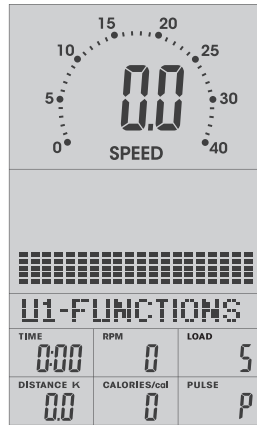 15 20
10 25
5 30
0 40
0.0
SPEED
U1-FUNCTIONS
TIME RPM LOAD
0:00 0 5
DISTANCE K CALORIES/cal PULSE
0.0 0 P